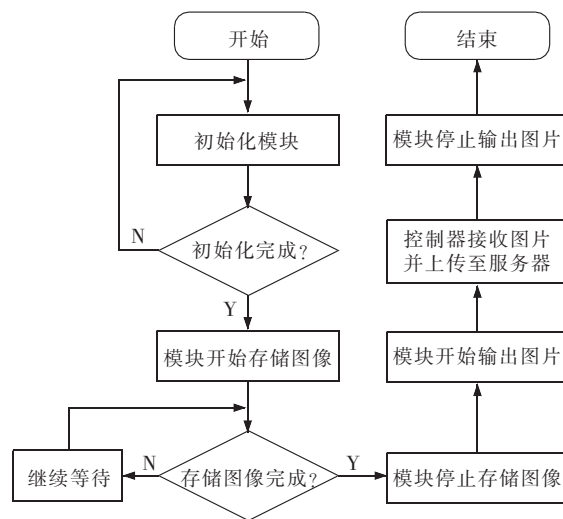 开始
初始化模块
初始化完成?
N
Y
模块开始存储图像
存储图像完成?
N
继续等待
Y
模块停止存储图像
模块开始输出图片
控制器接收图片
并上传至服务器
模块停止输出图片
结束